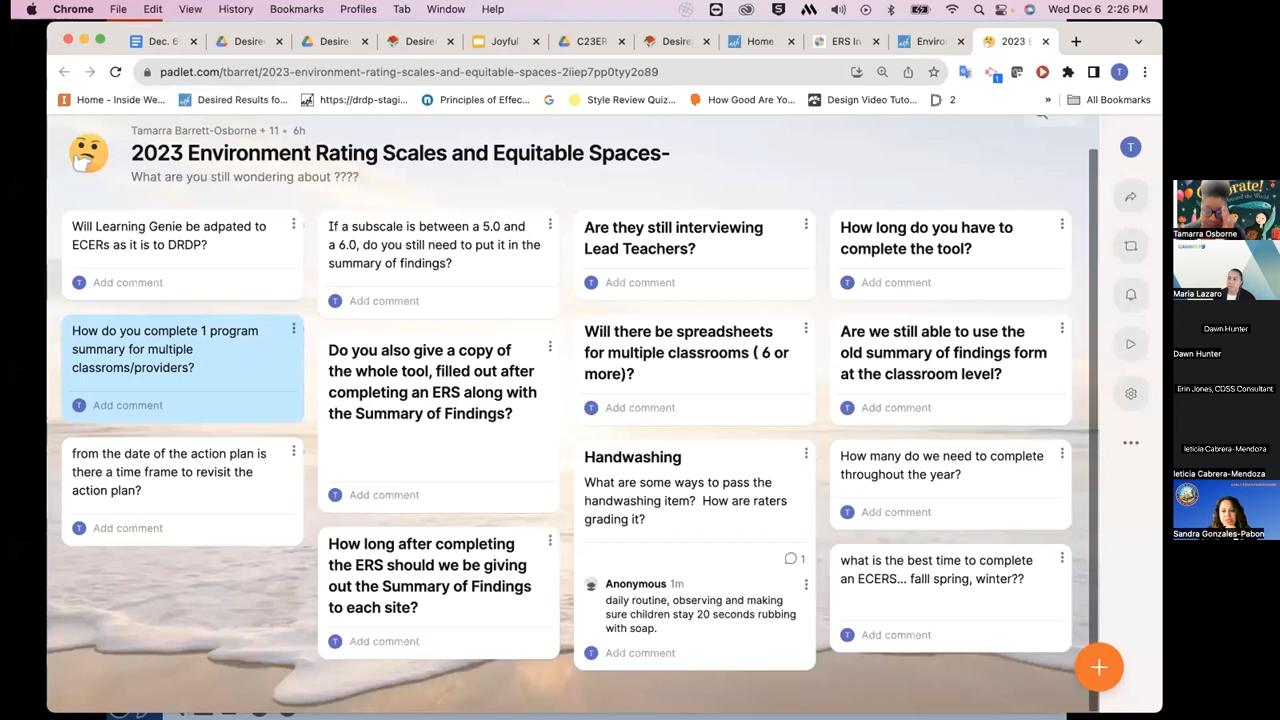 Chrome File Edit View History Bookmarks Profiles Tab Window Help Wed Dec 6 2:26 PM
Dec. 6 Desire Desire Desire Joyful C23ER Desire Home ERS In Enviro 2023 E
padlet.com/tbarret/2023-environment-rating-scales-and-equitable-spaces-2iiep7pp0tyy2o89
Home - Inside We... Desired Results fo... https://drdp-stagi... Principles of Effec... Style Review Quiz... How Good Are Yo... Design Video Tuto... 2 » All Bookmarks
Tamarra Barrett-Osborne + 11 • 6h
2023 Environment Rating Scales and Equitable Spaces-
What are you still wondering about ????
Will Learning Genie be adpated to
ECERs as it is to DRDP?
Add comment
How do you complete 1 program
summary for multiple
classroms/providers?
Add comment
from the date of the action plan is
there a time frame to revisit the
action plan?
Add comment
If a subscale is between a 5.0 and
a 6.0, do you still need to put it in the
summary of findings?
Add comment
Do you also give a copy of
the whole tool, filled out after
completing an ERS along with
the Summary of Findings?
Add comment
How long after completing
the ERS should we be giving
out the Summary of Findings
to each site?
Add comment
Are they still interviewing
Lead Teachers?
Add comment
Will there be spreadsheets
for multiple classrooms ( 6 or
more)?
Add comment
Handwashing
What are some ways to pass the
handwashing item? How are raters
grading it?
1
Anonymous 1m
daily routine, observing and making
sure children stay 20 seconds rubbing
with soap.
Add comment
How long do you have to
complete the tool?
Add comment
Are we still able to use the
old summary of findings form
at the classroom level?
Add comment
How many do we need to complete
throughout the year?
Add comment
what is the best time to complete
an ECERS... falll spring, winter??
Add comment
Tamarra Osborne
Maria Lazaro
Dawn Hunter
Dawn Hunter
Erin Jones, CDSS Consultant
leticia Cabrera-Mendoza
leticia Cabrera-Mendoza
Sandra Gonzales-Pabon